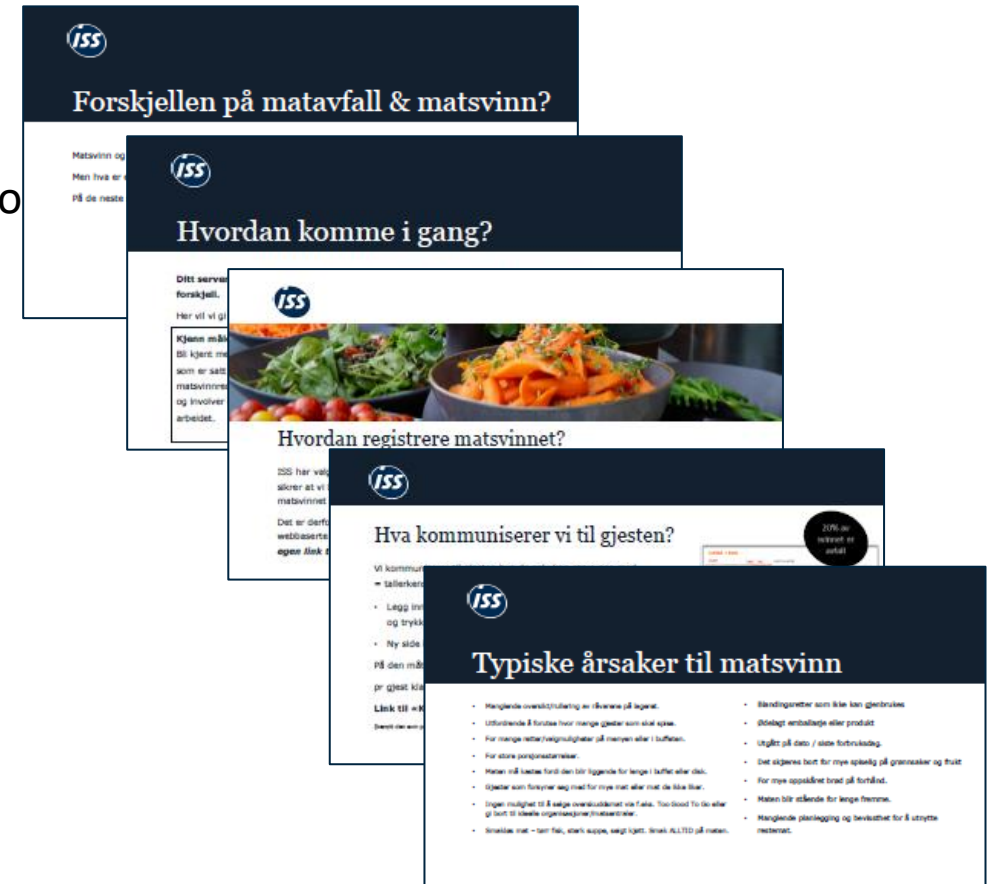 o
ISS
Forskjellen på matavfall & matsvinn?
Matsvinn og
Men hva er
På de neste
ISS
Hvordan komme i gang?
Ditt server
forskjell.
Her vil vi gi
Kjenn mål
Bli kjent me
som er satt
matsvinnre
og involver
arbeidet.
ISS
Hvordan registrere matsvinnet?
ISS har valg
sikrer at vi
matsvinnet
Det er derfo
webbaserte
egen link t
ISS
Hva kommuniserer vi til gjesten?
20% av
svinnet er
avfall
Vi kommun
= tallerkens
• Legg inn
og trykk
• Ny side
På den måt
pr gjest kla
Link til «K
ISS
Typiske årsaker til matsvinn
• Manglende oversikt/rullering av råvarene på lageret.
• Utfordrende å forutse hvor mange gjester som skal spise.
• For mange retter/valgmuligheter på menyen eller i buffeten.
• For store porsjonsstørrelser.
• Maten må kastes fordi den blir liggende for lenge i buffet eller disk.
• Gjester som forsyner seg med for mye mat eller mat de ikke liker.
• Ingen mulighet til å selge overskuddsmat via f.eks. Too Good To Go eller
gi bort til ideelle organisasjoner/matsentraler.
• Smakløs mat – tørr fisk, sterk suppe, seigt kjøtt. Smak ALLTID på maten.
• Blandingsretter som ikke kan gjenbrukes
• Ødelagt emballasje eller produkt
• Utgått på dato / siste forbruksdag.
• Det skjæres bort for mye spiselig på grønnsaker og frukt
• For mye oppskåret brød på forhånd.
• Maten blir stående for lenge fremme.
• Manglende planlegging og bevissthet for å utnytte
restemat.